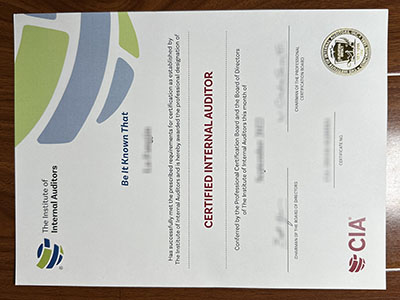 The Institute of
Internal Auditors
®
Be It Known That
Has successfully met the prescribed requirements for certification as established by
The Institute of Internal Auditors and is hereby awarded the professional designation of
CERTIFIED INTERNAL AUDITOR
Conferred by the Professional Certification Board and the Board of Directors
of The Institute of Internal Auditors this month of
CHAIRMAN OF THE BOARD OF DIRECTORS
CHAIRMAN OF THE PROFESSIONAL
CERTIFICATION BOARD
CERTIFICATE NO.
CIA